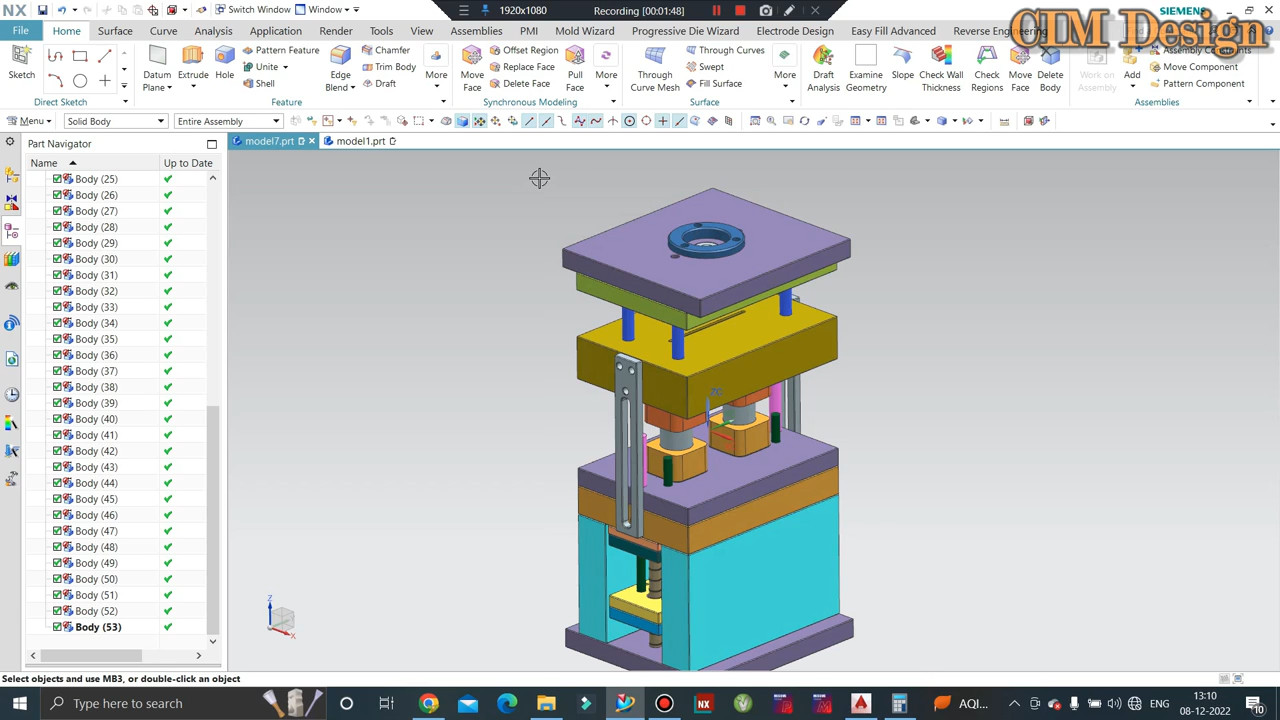 NX
Switch Window
Window
1920x1080
Recording [00:01:48]
SIEMENS
CIM Design
File
Home
Surface
Curve
Analysis
Application
Render
Tools
View
Assemblies
PMI
Mold Wizard
Progressive Die Wizard
Electrode Design
Easy Fill Advanced
Reverse Engineering
Sketch
Direct Sketch
Datum Plane
Extrude
Hole
Pattern Feature
Unite
Shell
Edge Blend
Chamfer
Trim Body
Draft
More
Feature
Move Face
Offset Region
Replace Face
Delete Face
Pull Face
More
Synchronous Modeling
Through Curve Mesh
Through Curves
Swept
Fill Surface
More
Surface
Draft Analysis
Examine Geometry
Slope
Check Wall Thickness
Check Regions
Move Face
Delete Body
Work on Assembly
Add
Assembly Constraints
Move Component
Pattern Component
Assemblies
Menu
Solid Body
Entire Assembly
Part Navigator
model7.prt
model1.prt
Name
Up to Date
Body (25)
Body (26)
Body (27)
Body (28)
Body (29)
Body (30)
Body (31)
Body (32)
Body (33)
Body (34)
Body (35)
Body (36)
Body (37)
Body (38)
Body (39)
Body (40)
Body (41)
Body (42)
Body (43)
Body (44)
Body (45)
Body (46)
Body (47)
Body (48)
Body (49)
Body (50)
Body (51)
Body (52)
Body (53)
ZC
Z
X
Select objects and use MB3, or double-click an object
Type here to search
NX
AQI...
ENG
13:10
08-12-2022